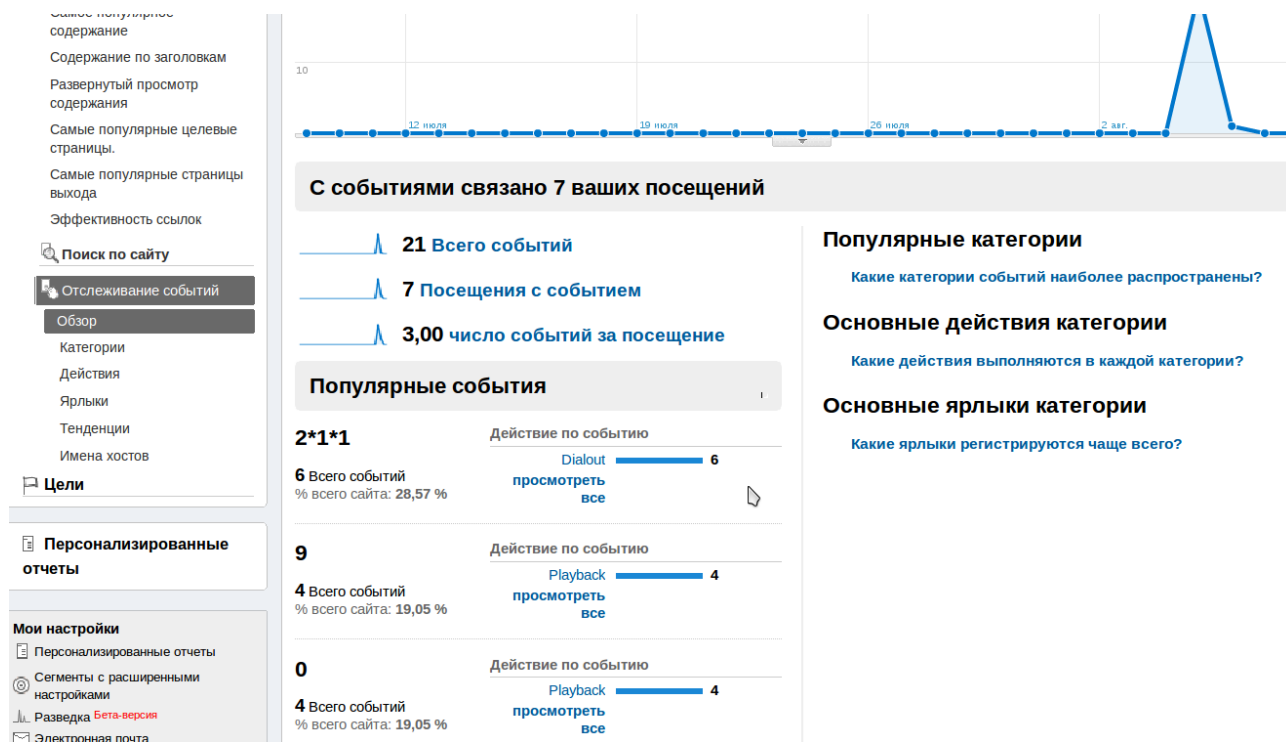 Самое популярное
содержание
Содержание по заголовкам
Развернутый просмотр
содержания
Самые популярные целевые
страницы.
Самые популярные страницы
выхода
Эффективность ссылок
Поиск по сайту
Отслеживание событий
Обзор
Категории
Действия
Ярлыки
Тенденции
Имена хостов
Цели
Персонализированные
отчеты
Мои настройки
Персонализированные отчеты
Сегменты с расширенными
настройками
Разведка Бета-версия
Электронная почта
10
12 июля
19 июля
26 июля
2 авг.
С событиями связано 7 ваших посещений
21 Всего событий
7 Посещения с событием
3,00 число событий за посещение
Популярные события
2*1*1
6 Всего событий
% всего сайта: 28,57 %
Действие по событию
Dialout 6
просмотреть
все
9
4 Всего событий
% всего сайта: 19,05 %
Действие по событию
Playback 4
просмотреть
все
0
4 Всего событий
% всего сайта: 19,05 %
Действие по событию
Playback 4
просмотреть
все
Популярные категории
Какие категории событий наиболее распространены?
Основные действия категории
Какие действия выполняются в каждой категории?
Основные ярлыки категории
Какие ярлыки регистрируются чаще всего?